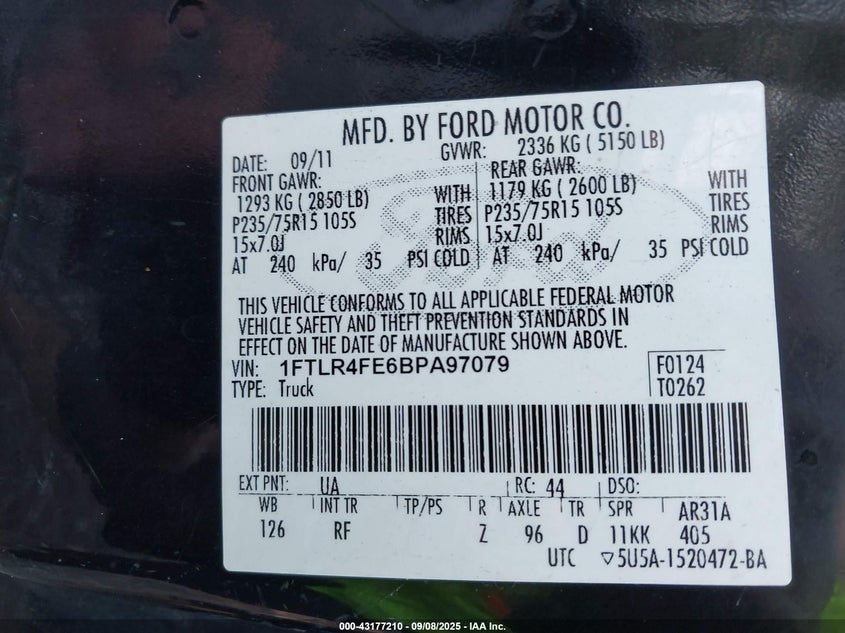 MFD. BY FORD MOTOR CO.
DATE: 09/11 GVWR: 2336 KG ( 5150 LB)
FRONT GAWR: REAR GAWR:
1293 KG ( 2850 LB) WITH 1179 KG ( 2600 LB) WITH
P235/75R15 105S TIRES P235/75R15 105S TIRES
15x7.0J RIMS 15x7.0J RIMS
AT 240 kPa/ 35 PSI COLD AT 240 kPa/ 35 PSI COLD
Ford
THIS VEHICLE CONFORMS TO ALL APPLICABLE FEDERAL MOTOR
VEHICLE SAFETY AND THEFT PREVENTION STANDARDS IN
EFFECT ON THE DATE OF MANUFACTURE SHOWN ABOVE.
VIN: 1FTLR4FE6BPA97079 F0124
TYPE: Truck T0262
EXT PNT: UA RC: 44 DSO:
WB INT TR TP/PS R AXLE TR SPR AR31A
126 RF Z 96 D 11KK 405
UTC ▽5U5A-1520472-BA
000-43177210 - 09/08/2025 - IAA Inc.